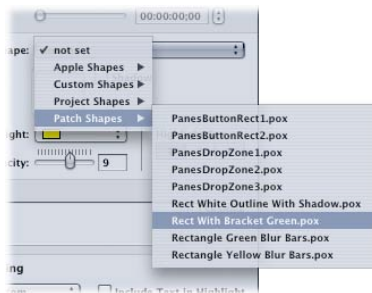 00:00:00;00
ape: ✓ not set
Apple Shapes ▶
Custom Shapes ▶
Project Shapes ▶
Patch Shapes ▶
PanesButtonRect1.pox
PanesButtonRect2.pox
PanesDropZone1.pox
PanesDropZone2.pox
PanesDropZone3.pox
Rect White Outline With Shadow.pox
Rect With Bracket Green.pox
Rectangle Green Blur Bars.pox
Rectangle Yellow Blur Bars.pox
ght:
city: 9
ing
Include Text in Highlight